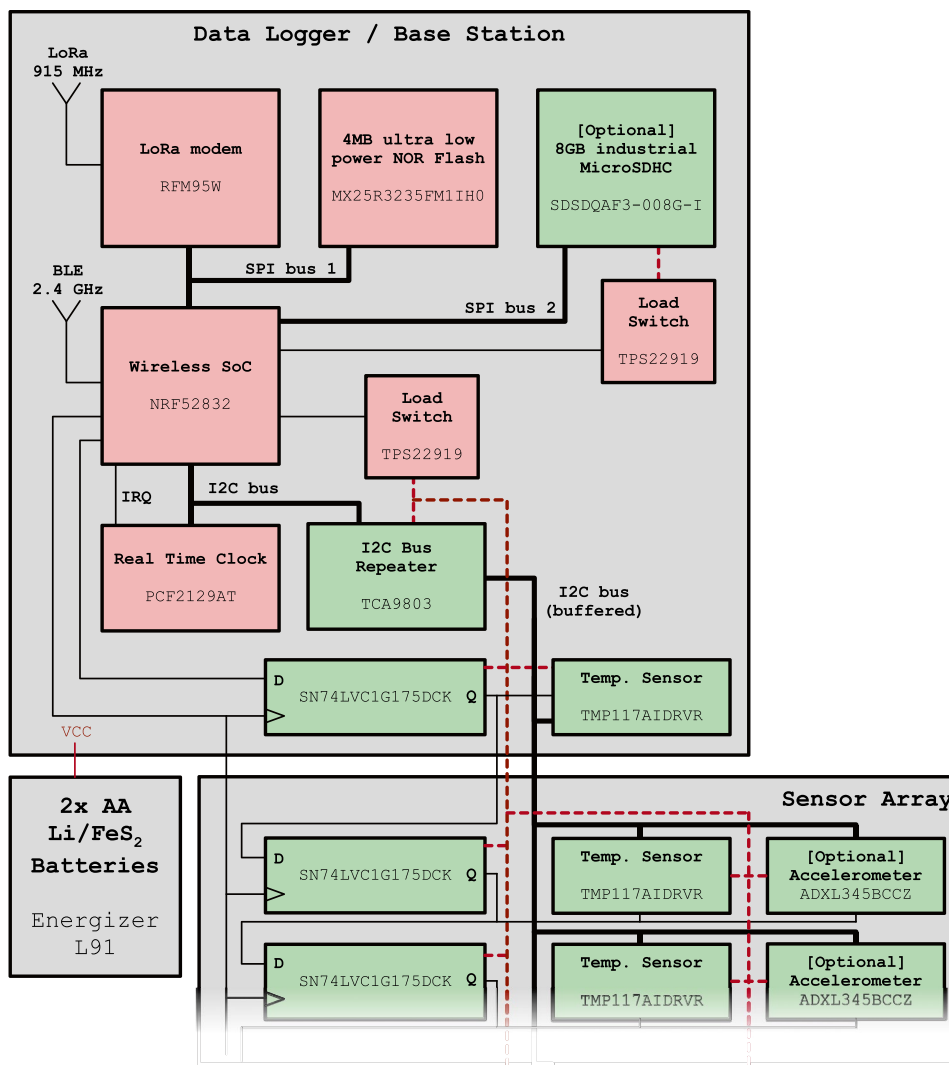 Data Logger / Base Station
LoRa
915 MHz
LoRa modem
RFM95W
4MB ultra low
power NOR Flash
MX25R3235FM1IH0
[Optional]
8GB industrial
MicroSDHC
SDSDQAF3-008G-I
SPI bus 1
BLE
2.4 GHz
SPI bus 2
Load
Switch
TPS22919
Wireless SoC
NRF52832
Load
Switch
TPS22919
IRQ
I2C bus
Real Time Clock
PCF2129AT
I2C Bus
Repeater
TCA9803
I2C bus
(buffered)
D
SN74LVC1G175DCK Q
Temp. Sensor
TMP117AIDRVR
VCC
2x AA
Li/FeS2
Batteries
Energizer
L91
Sensor Array
D
SN74LVC1G175DCK Q
Temp. Sensor
TMP117AIDRVR
[Optional]
Accelerometer
ADXL345BCCZ
D
SN74LVC1G175DCK Q
Temp. Sensor
TMP117AIDRVR
[Optional]
Accelerometer
ADXL345BCCZ